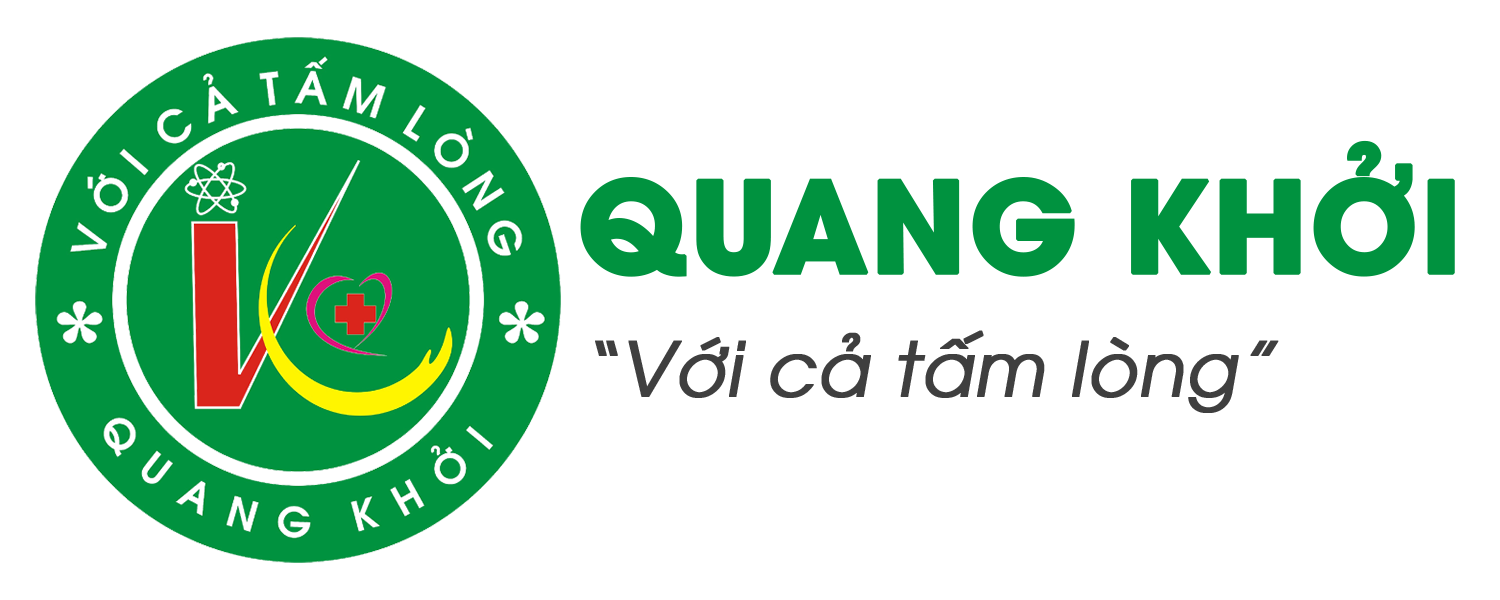 VỚI CẢ TẤM LÒNG
QUANG KHỞI
QUANG KHỞI
“Với cả tấm lòng”